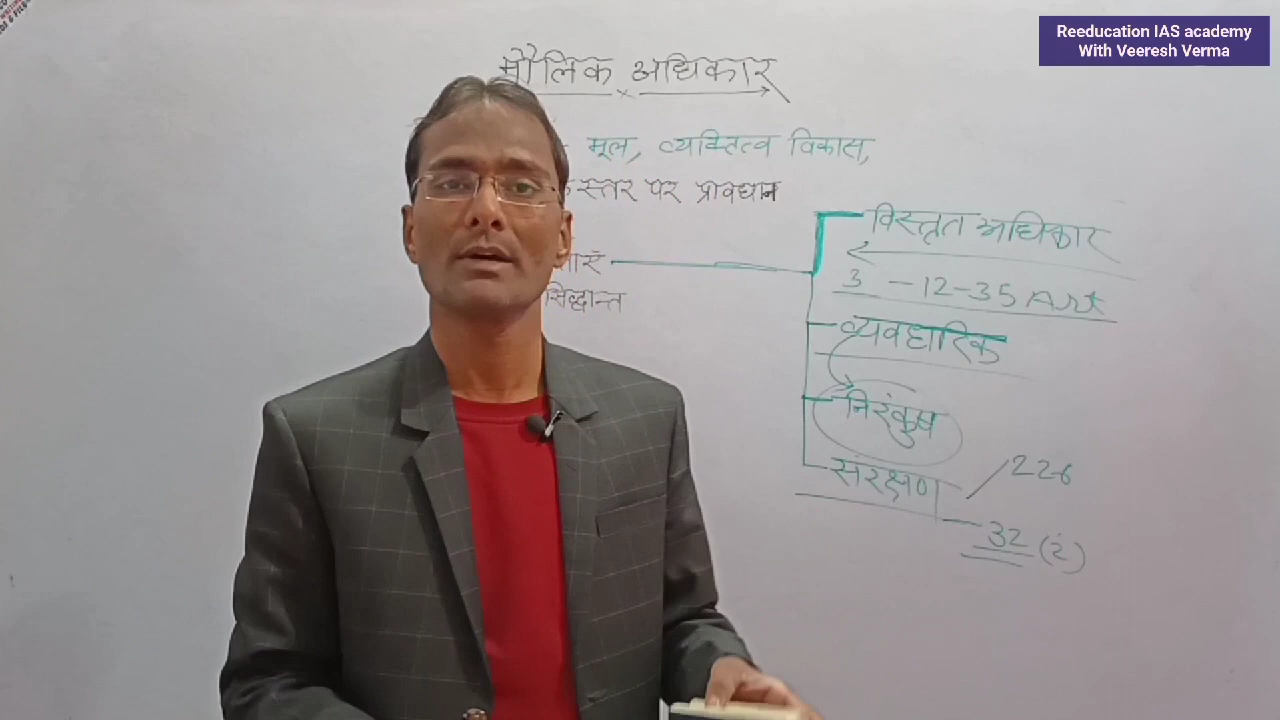 Reeducation IAS academy
With Veeresh Verma
मौलिक अधिकार
मूल, व्यक्तित्व विकास,
स्तर पर प्रावधान
विस्तृत अधिकार
3 - 12-35 Art
सिद्धान्त
व्यवहारिक
निरंकुष
संरक्षण
226
32 (2)